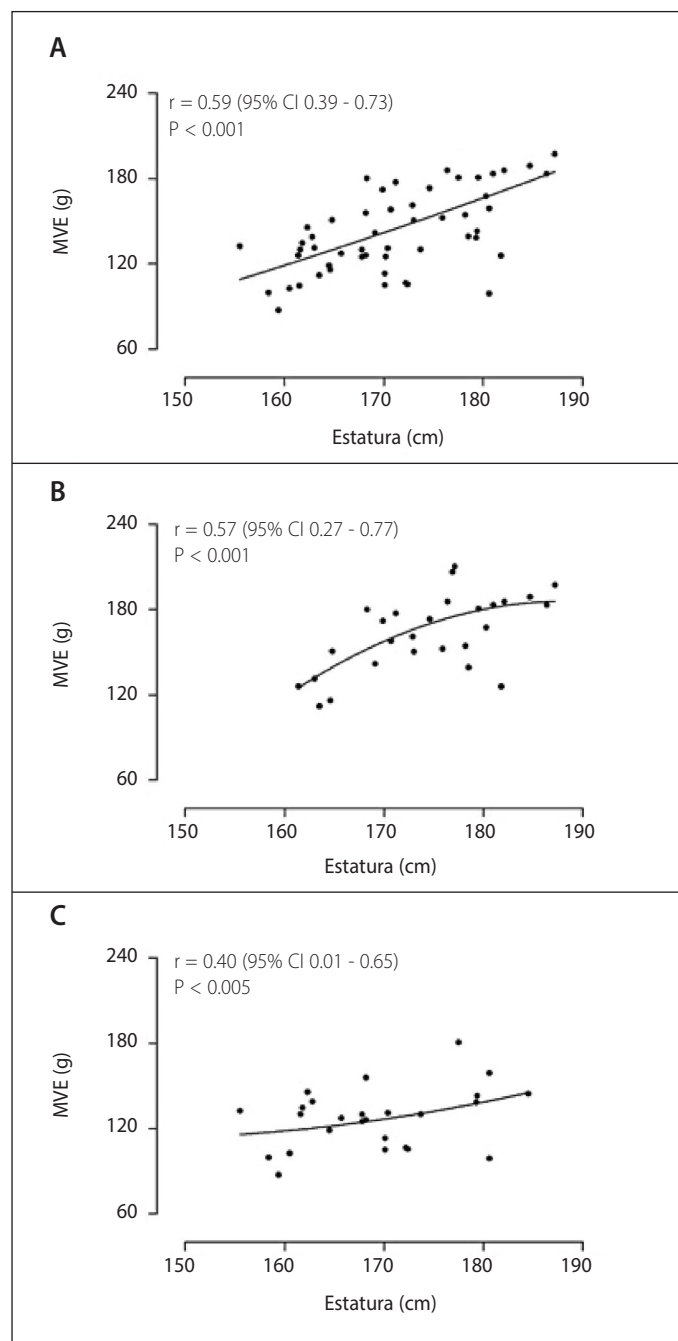 A
240
r = 0.59 (95% CI 0.39 - 0.73)
P < 0.001
180
MVE (g)
120
60
150 160 170 180 190
Estatura (cm)
B
240
r = 0.57 (95% CI 0.27 - 0.77)
P < 0.001
180
MVE (g)
120
60
150 160 170 180 190
Estatura (cm)
C
240
r = 0.40 (95% CI 0.01 - 0.65)
P < 0.005
180
MVE (g)
120
60
150 160 170 180 190
Estatura (cm)